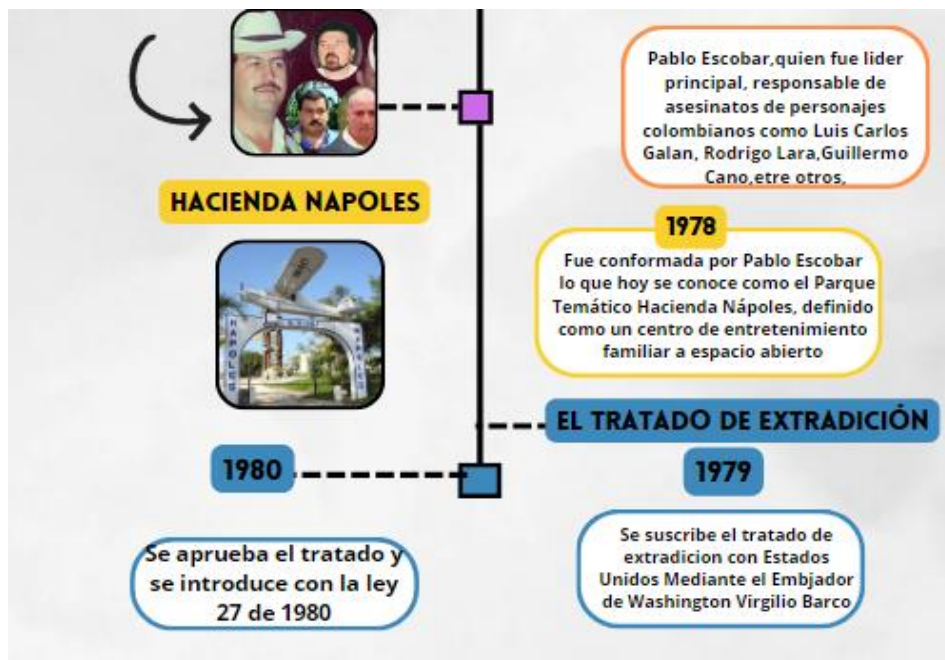 Pablo Escobar,quien fue lider
principal, responsable de
asesinatos de personajes
colombianos como Luis Carlos
Galan, Rodrigo Lara,Guillermo
Cano,etre otros,
HACIENDA NAPOLES
1978
Fue conformada por Pablo Escobar
lo que hoy se conoce como el Parque
Temático Hacienda Nápoles, definido
como un centro de entretenimiento
familiar a espacio abierto
NAPOLES
NAPOLES
EL TRATADO DE EXTRADICIÓN
1979
Se suscribe el tratado de
extradicion con Estados
Unidos Mediante el Embjador
de Washington Virgilio Barco
1980
Se aprueba el tratado y
se introduce con la ley
27 de 1980